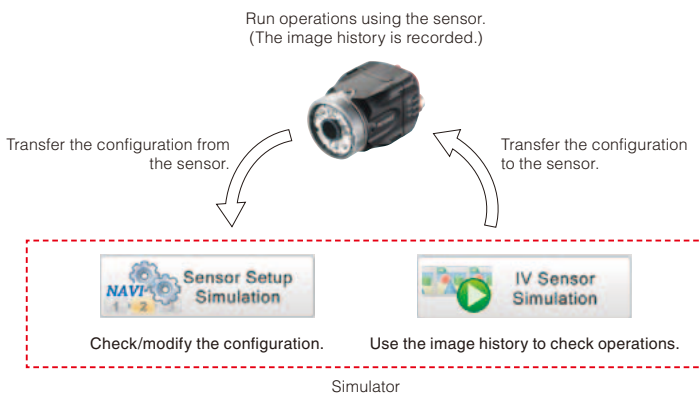 Run operations using the sensor.
(The image history is recorded.)
Transfer the configuration from
the sensor.
Transfer the configuration
to the sensor.
NAVI
1 2
Sensor Setup
Simulation
IV Sensor
Simulation
Check/modify the configuration.
Use the image history to check operations.
Simulator